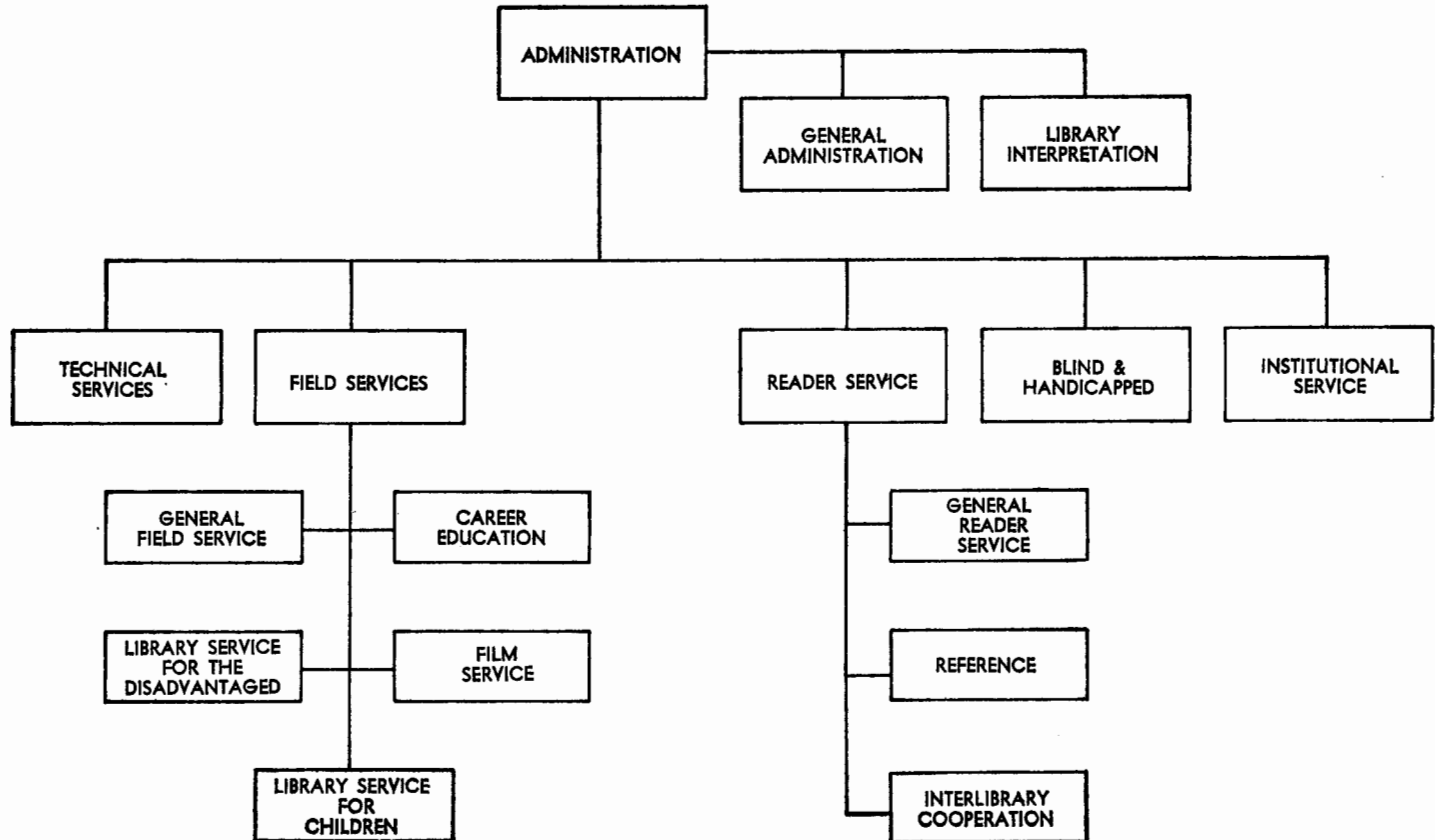 ADMINISTRATION
GENERAL
ADMINISTRATION
LIBRARY
INTERPRETATION
TECHNICAL
SERVICES
FIELD SERVICES
READER SERVICE
BLIND &
HANDICAPPED
INSTITUTIONAL
SERVICE
GENERAL
FIELD SERVICE
CAREER
EDUCATION
GENERAL
READER
SERVICE
LIBRARY SERVICE
FOR THE
DISADVANTAGED
FILM
SERVICE
REFERENCE
LIBRARY SERVICE
FOR
CHILDREN
INTERLIBRARY
COOPERATION